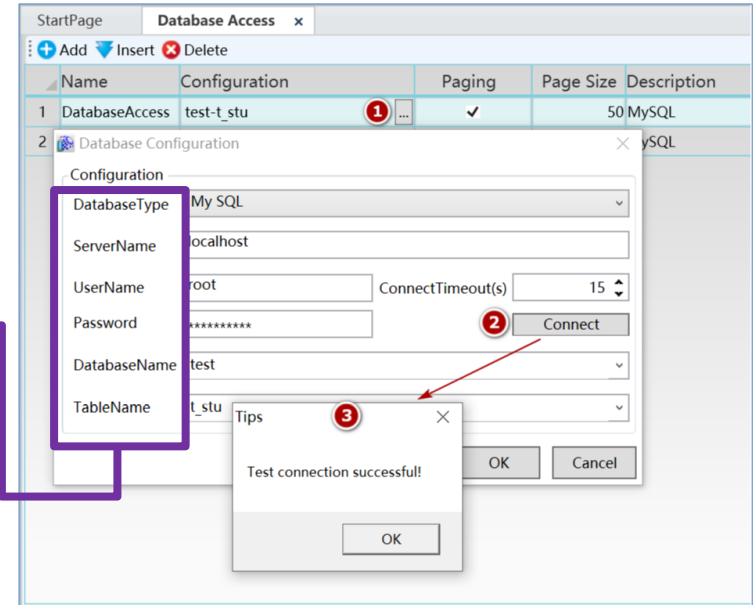 StartPage Database Access ×
Add Insert Delete
Name Configuration Paging Page Size Description
1 DatabaseAccess test-t_stu 1 ... ✓ 50 MySQL
2 ySQL
Database Configuration
Configuration
DatabaseType My SQL
ServerName localhost
UserName root ConnectTimeout(s) 15
Password ********** 2 Connect
DatabaseName test
TableName t_stu
Tips 3
Test connection successful!
OK Cancel
OK